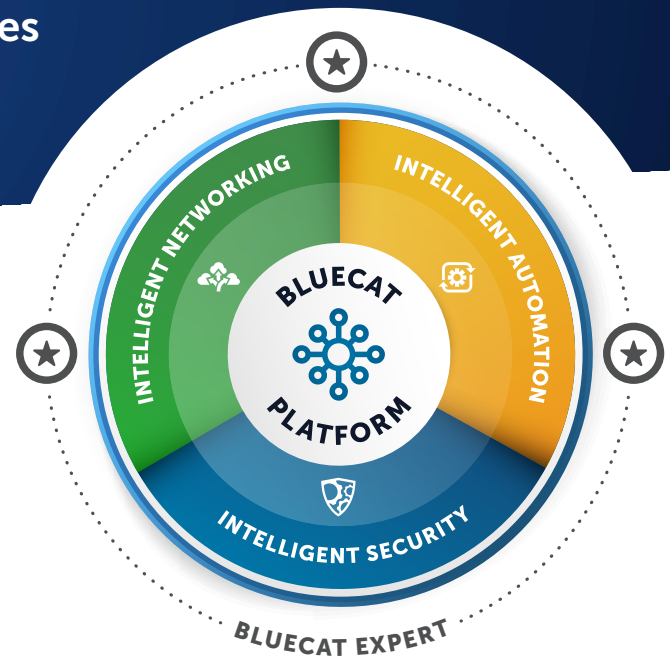 es
INTELLIGENT NETWORKING
INTELLIGENT AUTOMATION
BLUECAT
PLATFORM
INTELLIGENT SECURITY
BLUECAT EXPERT